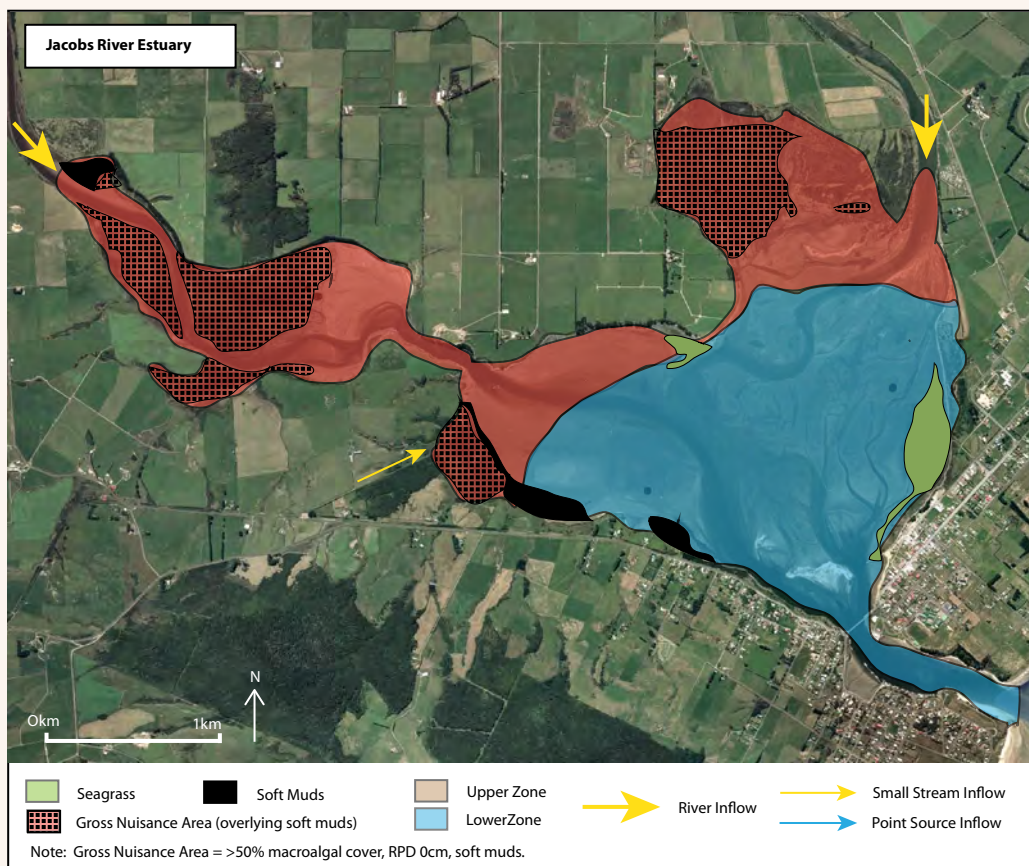 Jacobs River Estuary
N
0km 1km
Seagrass
Soft Muds
Upper Zone
River Inflow
Small Stream Inflow
Gross Nuisance Area (overlying soft muds)
LowerZone
Point Source Inflow
Note: Gross Nuisance Area = >50% macroalgal cover, RPD 0cm, soft muds.